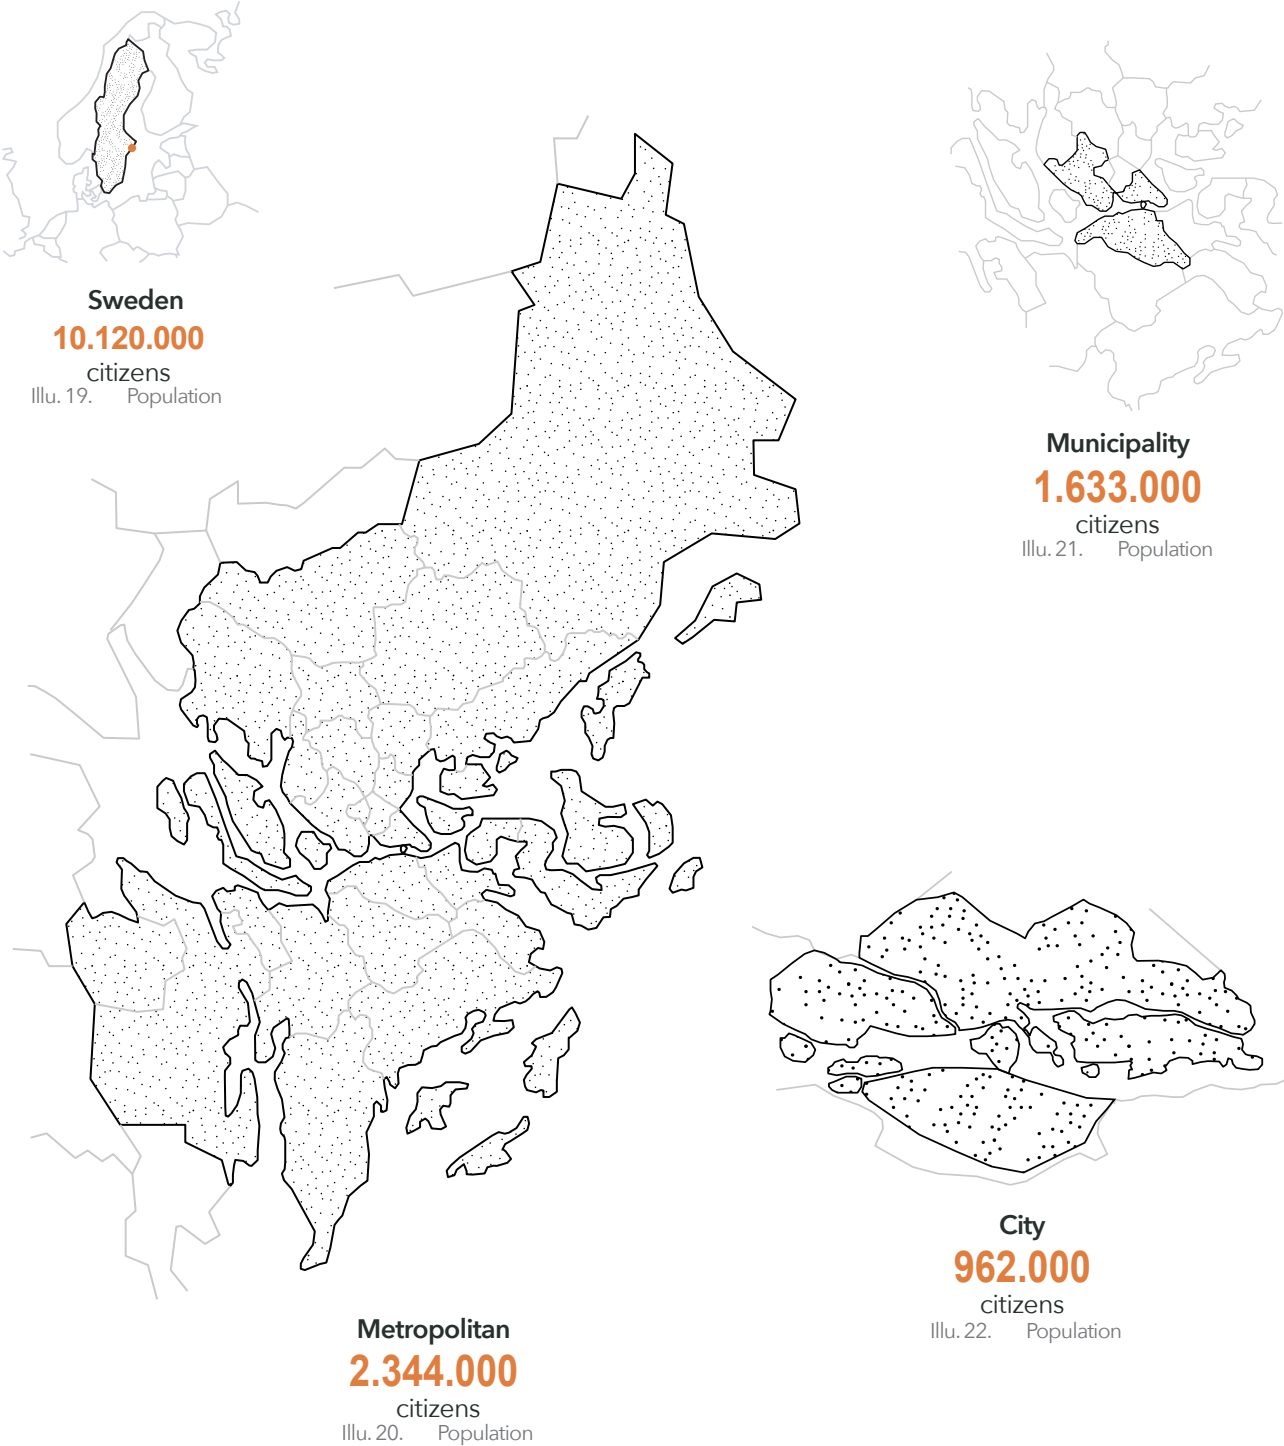 Sweden
10.120.000
citizens
Illu. 19. Population
Municipality
1.633.000
citizens
Illu. 21. Population
City
962.000
citizens
Illu. 22. Population
Metropolitan
2.344.000
citizens
Illu. 20. Population